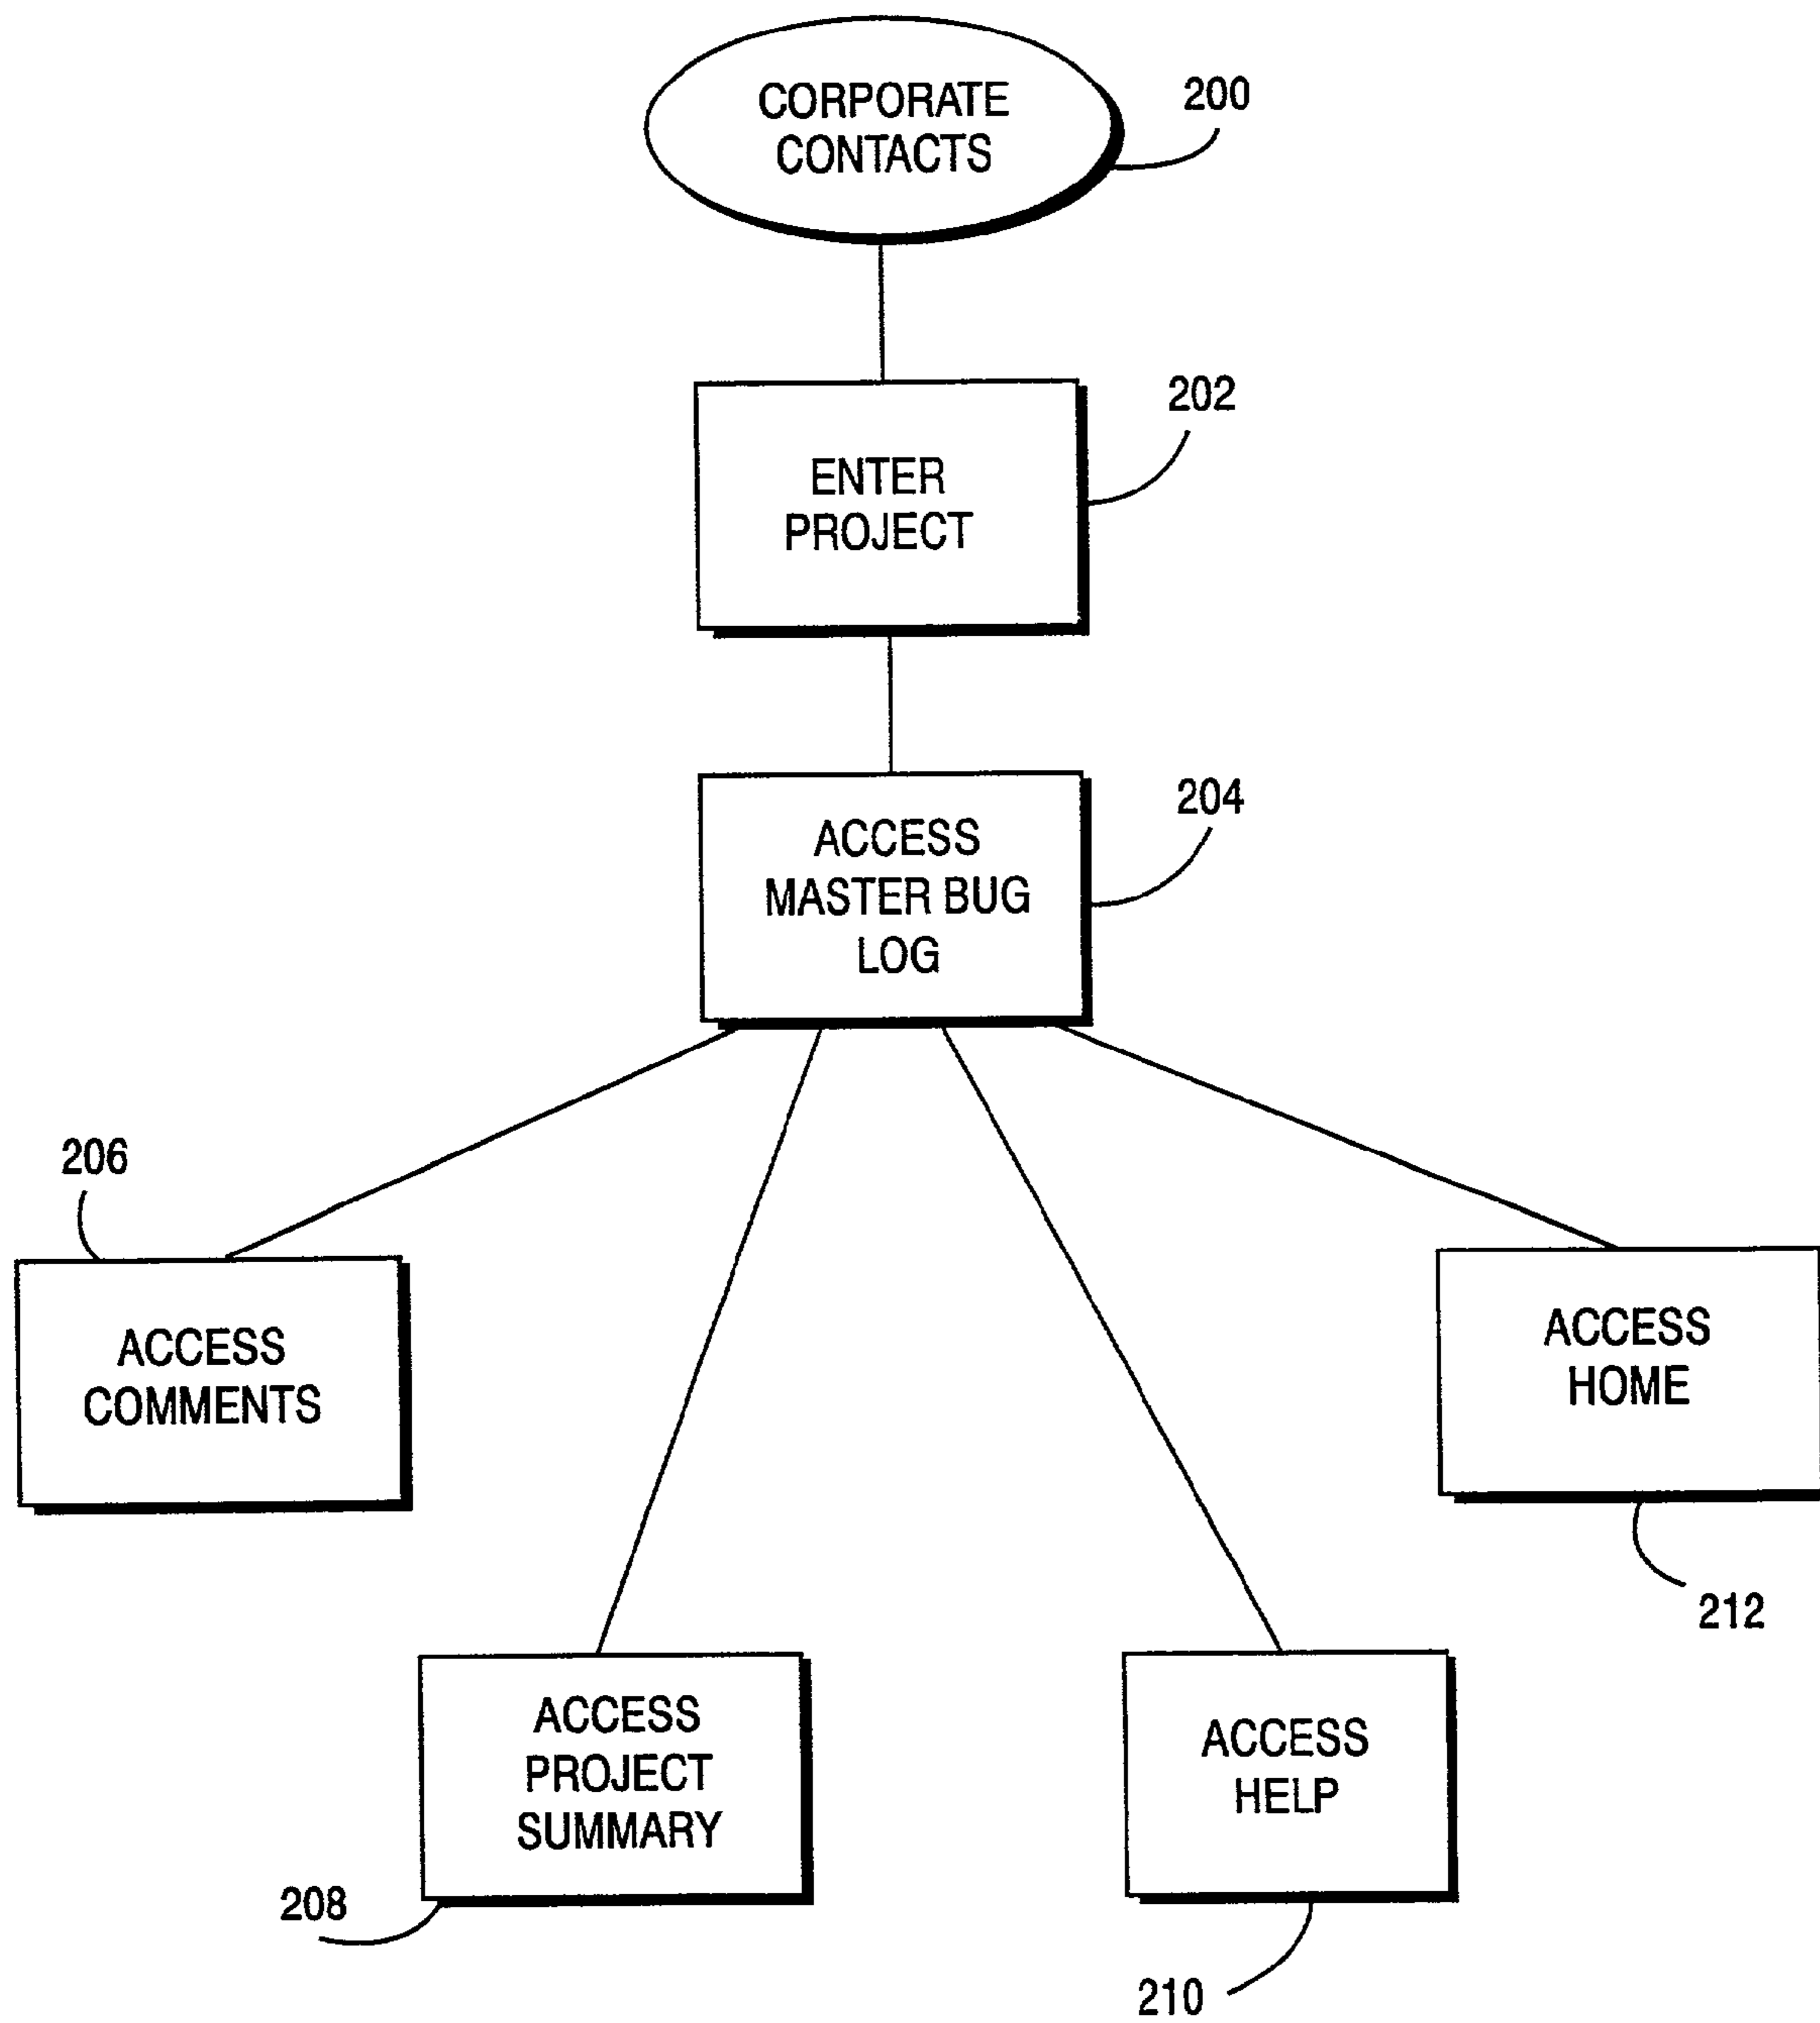 CORPORATE
CONTACTS
200
ENTER
PROJECT
202
ACCESS
MASTER BUG
LOG
204
206
ACCESS
COMMENTS
ACCESS
HOME
212
ACCESS
PROJECT
SUMMARY
208
ACCESS
HELP
210